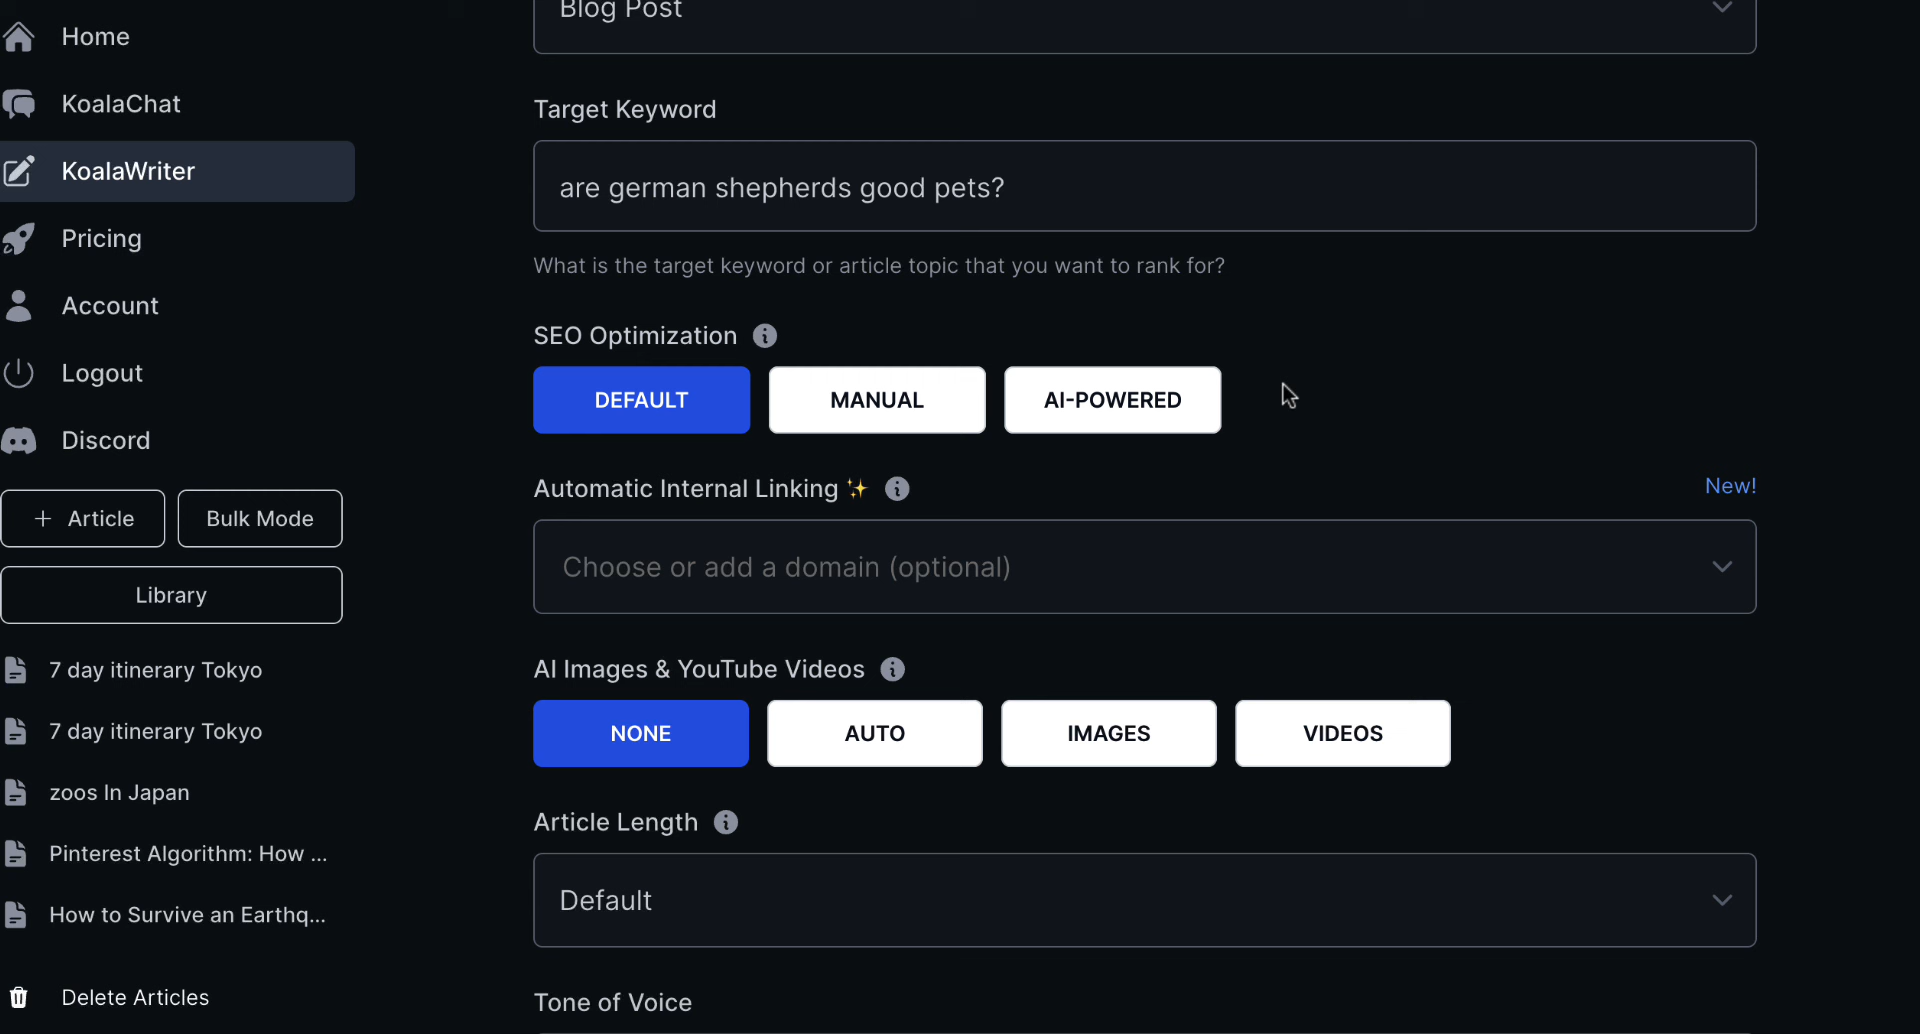 Home
KoalaChat
KoalaWriter
Pricing
Account
Logout
Discord
+ Article
Bulk Mode
Library
7 day itinerary Tokyo
7 day itinerary Tokyo
zoos In Japan
Pinterest Algorithm: How ...
How to Survive an Earthq...
Delete Articles
Blog Post
Target Keyword
are german shepherds good pets?
What is the target keyword or article topic that you want to rank for?
SEO Optimization
DEFAULT
MANUAL
AI-POWERED
Automatic Internal Linking ✨
New!
Choose or add a domain (optional)
AI Images & YouTube Videos
NONE
AUTO
IMAGES
VIDEOS
Article Length
Default
Tone of Voice